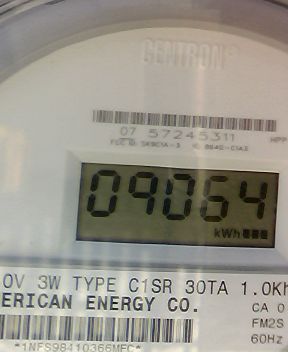 CENTRON®
07 57245311
09064
kWh
0V 3W TYPE C1SR 30TA 1.0Kh
ERICAN ENERGY CO.
CA 0
FM2S
60Hz
*1NFS98410366MFC*